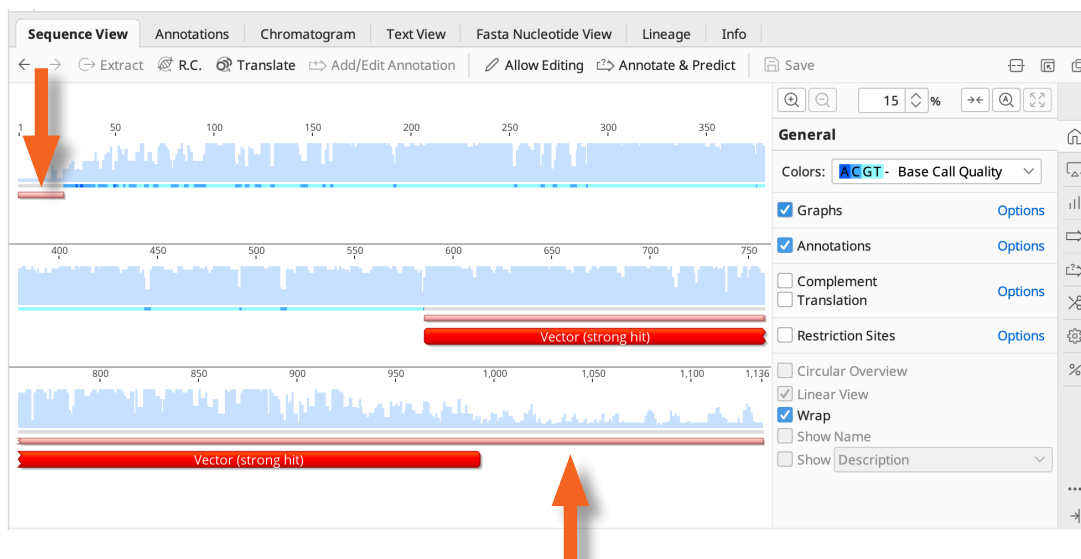 Sequence View Annotations Chromatogram Text View Fasta Nucleotide View Lineage Info
Extract R.C. Translate Add/Edit Annotation Allow Editing Annotate & Predict Save
15 %
1 50 100 150 200 250 300 350
General
Colors: ACGT - Base Call Quality
Graphs Options
400 450 500 550 600 650 700 750
Annotations Options
Complement
Translation
Options
Vector (strong hit)
Restriction Sites Options
800 850 900 950 1,000 1,050 1,100 1,136
Circular Overview
Linear View
Wrap
Show Name
Vector (strong hit)
Show Description